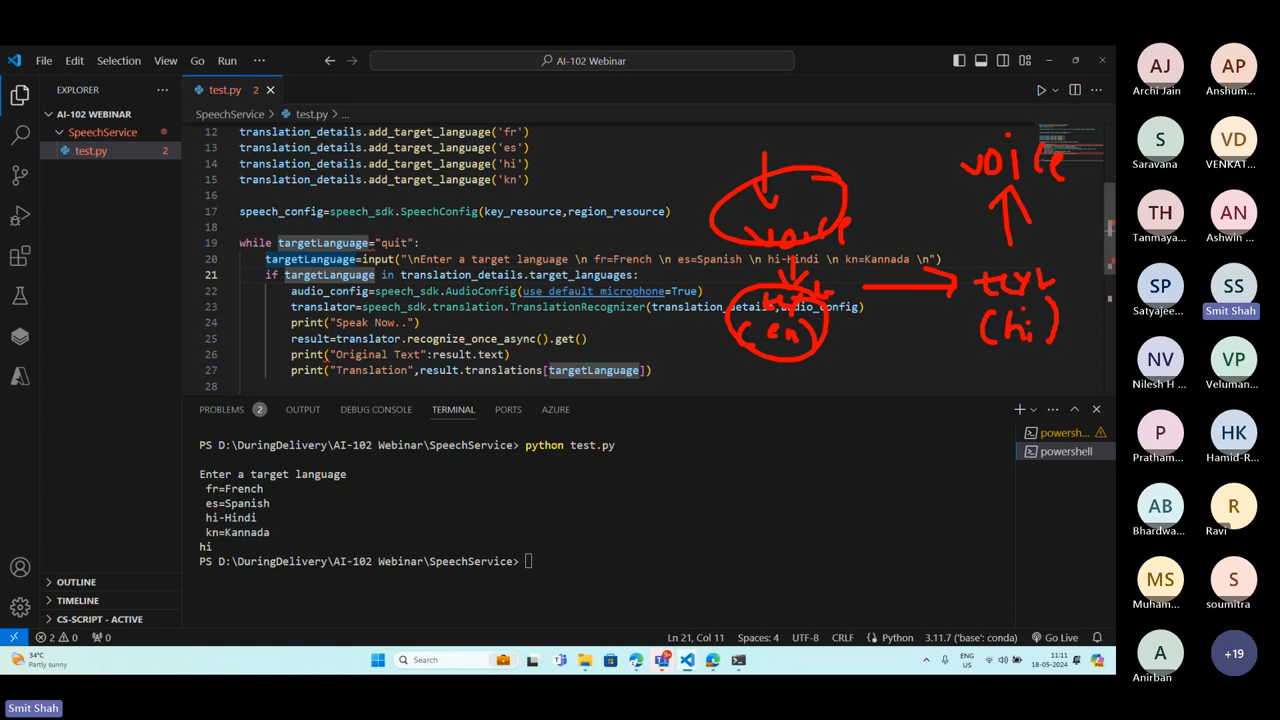 File Edit Selection View Go Run ··· AI-102 Webinar
EXPLORER ···
test.py 2
AI-102 WEBINAR
SpeechService
test.py 2
SpeechService > test.py > ...
12 translation_details.add_target_language('fr')
13 translation_details.add_target_language('es')
14 translation_details.add_target_language('hi')
15 translation_details.add_target_language('kn')
16
17 speech_config=speech_sdk.SpeechConfig(key_resource,region_resource)
18
19 while targetLanguage="quit":
20 targetLanguage=input("\nEnter a target language \n fr=French \n es=Spanish \n hi-Hindi \n kn=Kannada \n")
21 if targetLanguage in translation_details.target_languages:
22 audio_config=speech_sdk.AudioConfig(use_default_microphone=True)
23 translator=speech_sdk.translation.TranslationRecognizer(translation_details,audio_config)
24 print("Speak Now..")
25 result=translator.recognize_once_async().get()
26 print("Original Text":result.text)
27 print("Translation",result.translations[targetLanguage])
28
voice
text
(en)
voice
text
(hi)
PROBLEMS 2 OUTPUT DEBUG CONSOLE TERMINAL PORTS AZURE
powersh...
powershell
PS D:\DuringDelivery\AI-102 Webinar\SpeechService> python test.py
Enter a target language
fr=French
es=Spanish
hi-Hindi
kn=Kannada
hi
PS D:\DuringDelivery\AI-102 Webinar\SpeechService>
OUTLINE
TIMELINE
CS-SCRIPT - ACTIVE
2 0 0 Ln 21, Col 11 Spaces: 4 UTF-8 CRLF Python 3.11.7 ('base': conda) Go Live
34°C
Partly sunny
Search
ENG
US
11:11
18-05-2024
AJ AP
Archi Jain Anshum...
S VD
Saravana VENKAT...
TH AN
Tanmaya... Ashwin ...
SP SS
Satyajee... Smit Shah
NV VP
Nilesh H ... Veluman...
P HK
Pratham... Hamid-R...
AB R
Bhardwa... Ravi
MS S
Muham... soumitra
A +19
Anirban
Smit Shah